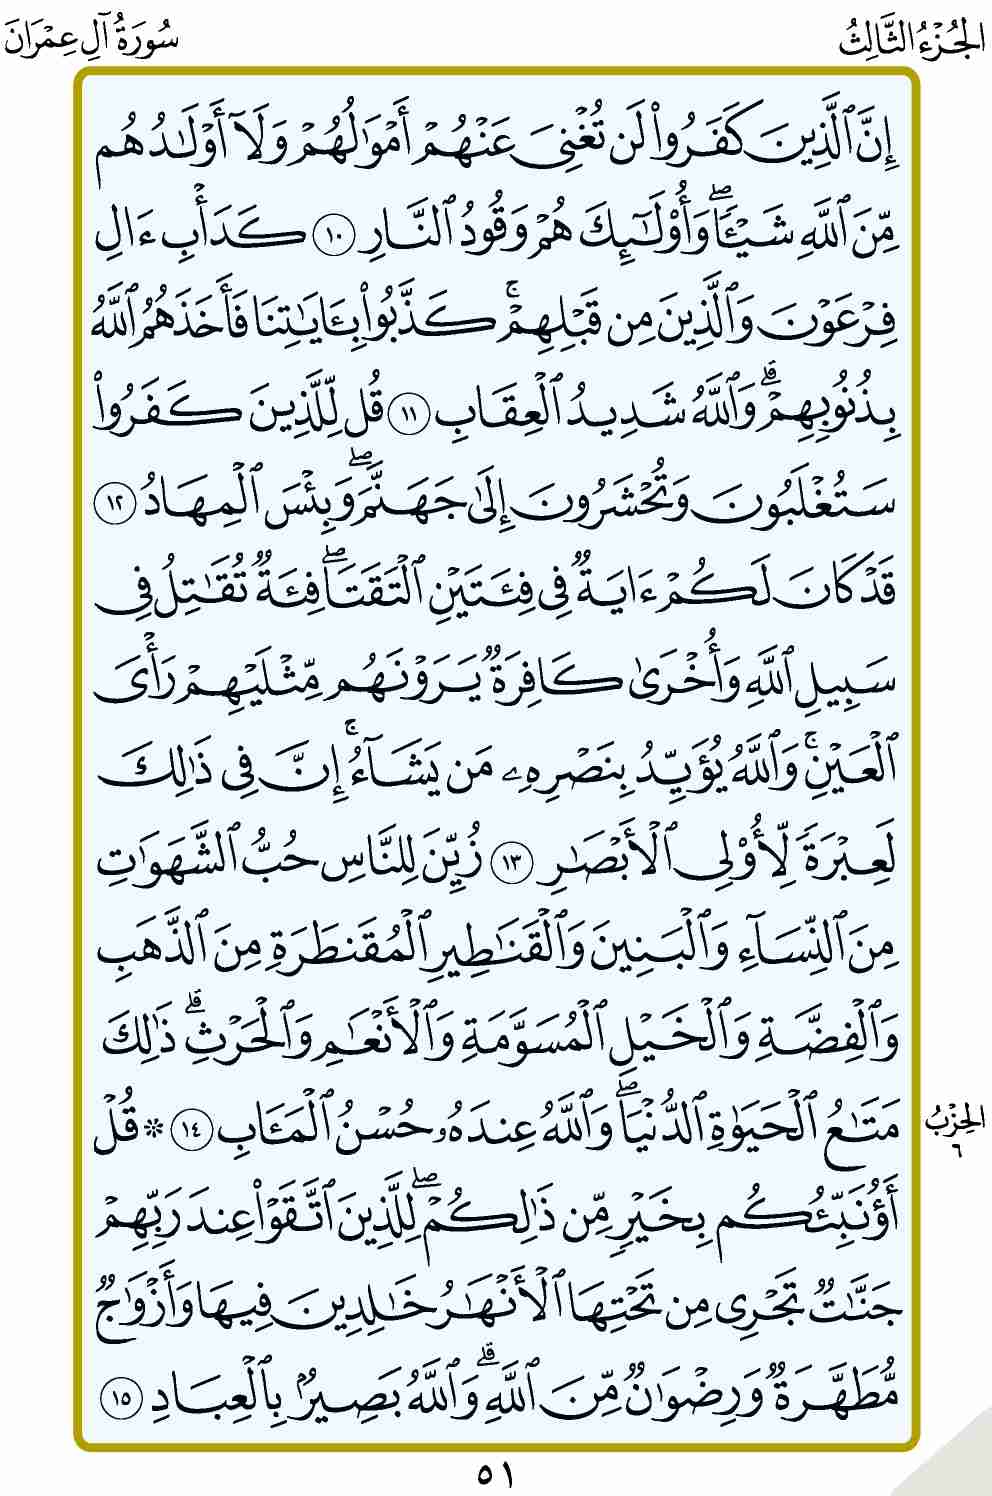 الجُزْءُ الثَّالِثُ
سُورَةُ آلِ عِمْرَانَ
إِنَّ ٱلَّذِينَ كَفَرُوا۟ لَن تُغْنِىَ عَنْهُمْ أَمْوَٰلُهُمْ وَلَآ أَوْلَٰدُهُم
مِّنَ ٱللَّهِ شَيْـًٔا ۖ وَأُو۟لَٰٓئِكَ هُمْ وَقُودُ ٱلنَّارِ ١٠ كَدَأْبِ ءَالِ
فِرْعَوْنَ وَٱلَّذِينَ مِن قَبْلِهِمْ ۚ كَذَّبُوا۟ بِـَٔايَٰتِنَا فَأَخَذَهُمُ ٱللَّهُ
بِذُنُوبِهِمْ ۗ وَٱللَّهُ شَدِيدُ ٱلْعِقَابِ ١١ قُل لِّلَّذِينَ كَفَرُوا۟
سَتُغْلَبُونَ وَتُحْشَرُونَ إِلَىٰ جَهَنَّمَ ۖ وَبِئْسَ ٱلْمِهَادُ ١٢
قَدْ كَانَ لَكُمْ ءَايَةٌ فِى فِئَتَيْنِ ٱلْتَقَتَا ۖ فِئَةٌ تُقَٰتِلُ فِى
سَبِيلِ ٱللَّهِ وَأُخْرَىٰ كَافِرَةٌ يَرَوْنَهُم مِّثْلَيْهِمْ رَأْىَ
ٱلْعَيْنِ ۚ وَٱللَّهُ يُؤَيِّدُ بِنَصْرِهِۦ مَن يَشَآءُ ۚ إِنَّ فِى ذَٰلِكَ
لَعِبْرَةً لِّأُو۟لِى ٱلْأَبْصَٰرِ ١٣ زُيِّنَ لِلنَّاسِ حُبُّ ٱلشَّهَوَٰتِ
مِنَ ٱلنِّسَآءِ وَٱلْبَنِينَ وَٱلْقَنَٰطِيرِ ٱلْمُقَنطَرَةِ مِنَ ٱلذَّهَبِ
وَٱلْفِضَّةِ وَٱلْخَيْلِ ٱلْمُسَوَّمَةِ وَٱلْأَنْعَٰمِ وَٱلْحَرْثِ ۗ ذَٰلِكَ
مَتَٰعُ ٱلْحَيَوٰةِ ٱلدُّنْيَا ۖ وَٱللَّهُ عِندَهُۥ حُسْنُ ٱلْمَـَٔابِ ١٤ ۞ قُلْ
الحِزْبُ
٦
أَؤُنَبِّئُكُم بِخَيْرٍ مِّن ذَٰلِكُمْ ۖ لِلَّذِينَ ٱتَّقَوْا۟ عِندَ رَبِّهِمْ
جَنَّٰتٌ تَجْرِى مِن تَحْتِهَا ٱلْأَنْهَٰرُ خَٰلِدِينَ فِيهَا وَأَزْوَٰجٌ
مُّطَهَّرَةٌ وَرِضْوَٰنٌ مِّنَ ٱللَّهِ ۗ وَٱللَّهُ بَصِيرٌۢ بِٱلْعِبَادِ ١٥
٥١